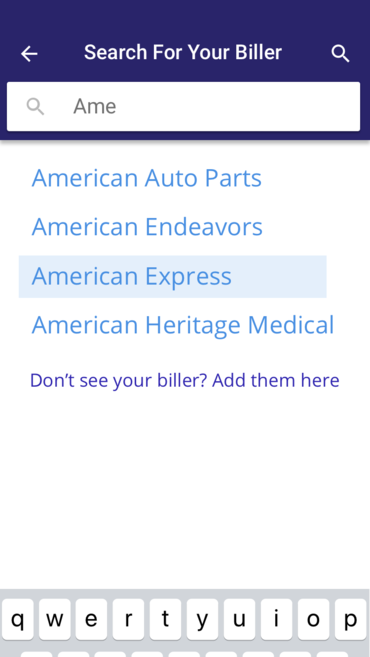 Search For Your Biller
Ame
American Auto Parts
American Endeavors
American Express
American Heritage Medical
Don’t see your biller? Add them here
q w e r t y u i o p